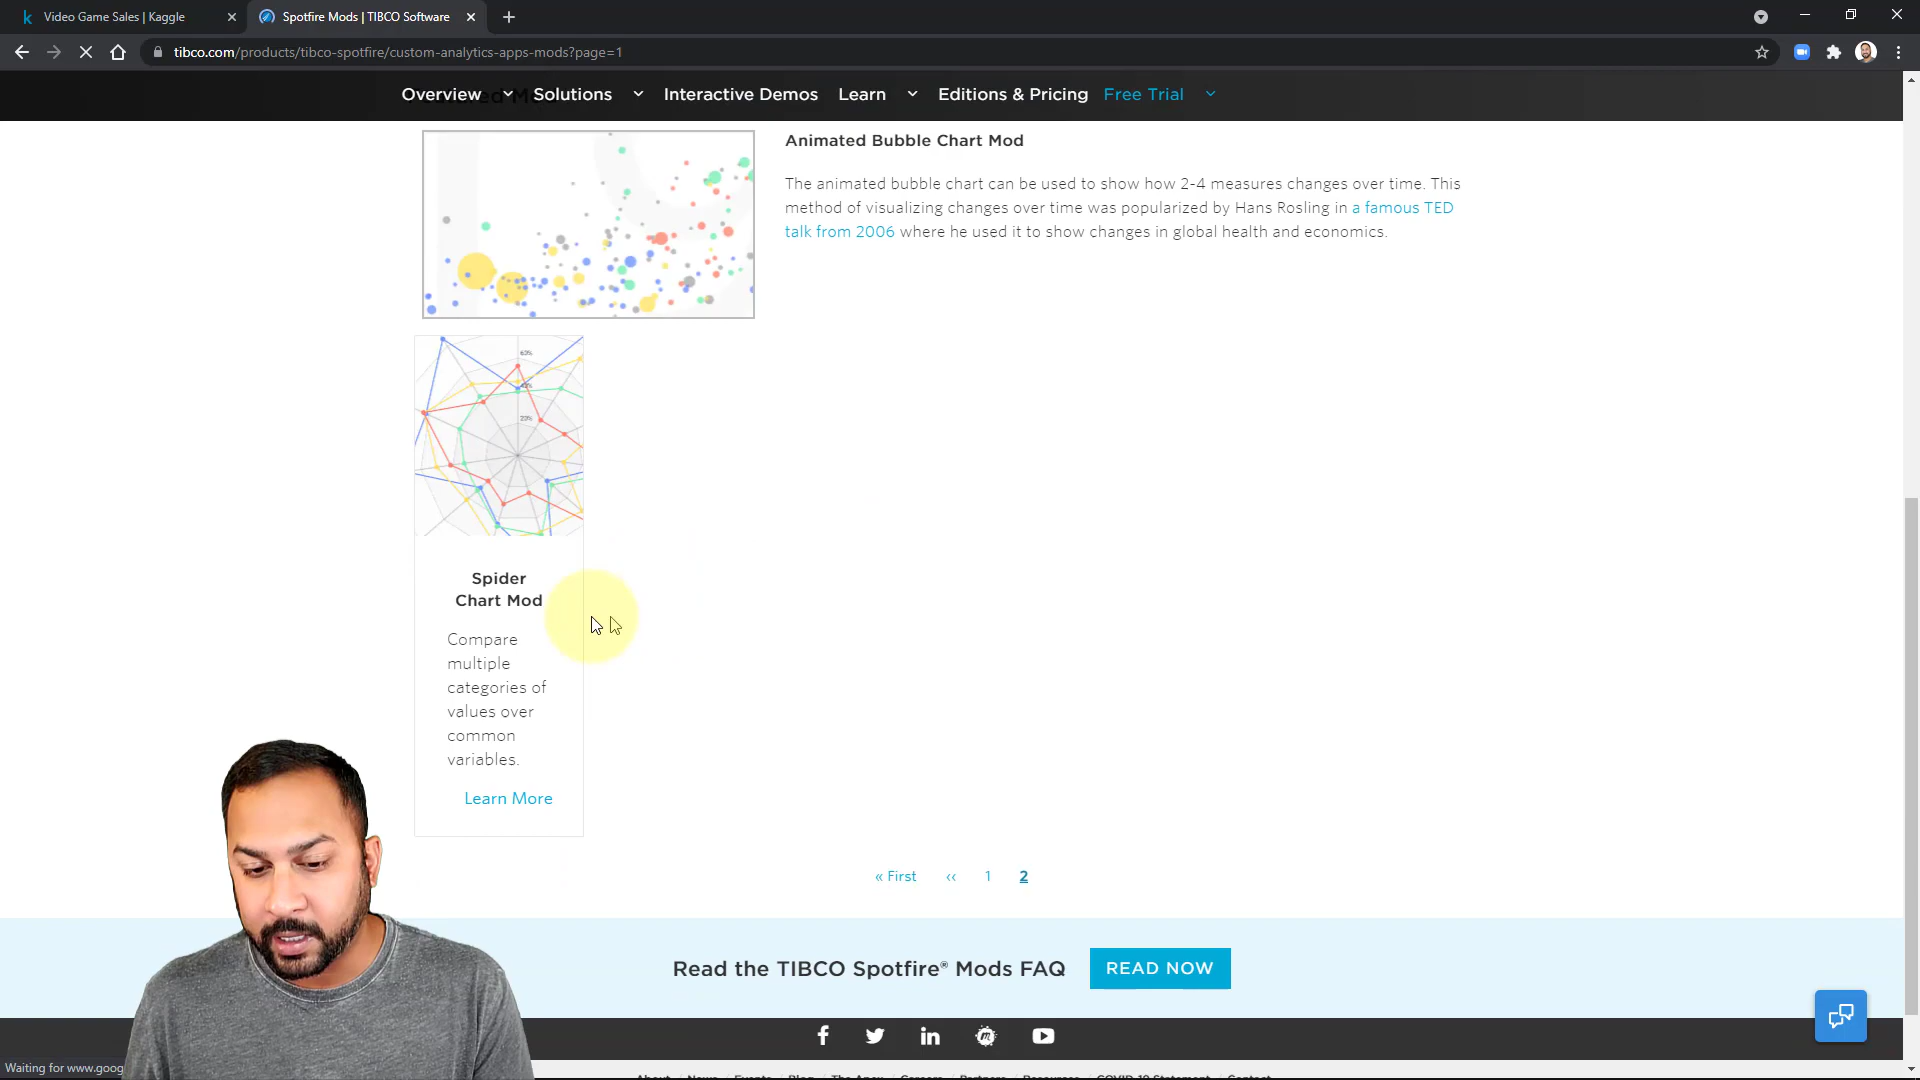 Video Game Sales | Kaggle
Spotfire Mods | TIBCO Software
tibco.com/products/tibco-spotfire/custom-analytics-apps-mods?page=1
Overview Solutions Interactive Demos Learn Editions & Pricing Free Trial
Animated Bubble Chart Mod
The animated bubble chart can be used to show how 2-4 measures changes over time. This
method of visualizing changes over time was popularized by Hans Rosling in a famous TED
talk from 2006 where he used it to show changes in global health and economics.
Spider
Chart Mod
Compare
multiple
categories of
values over
common
variables.
Learn More
« First ‹‹ 1 2
Read the TIBCO Spotfire® Mods FAQ READ NOW
Waiting for www.goog